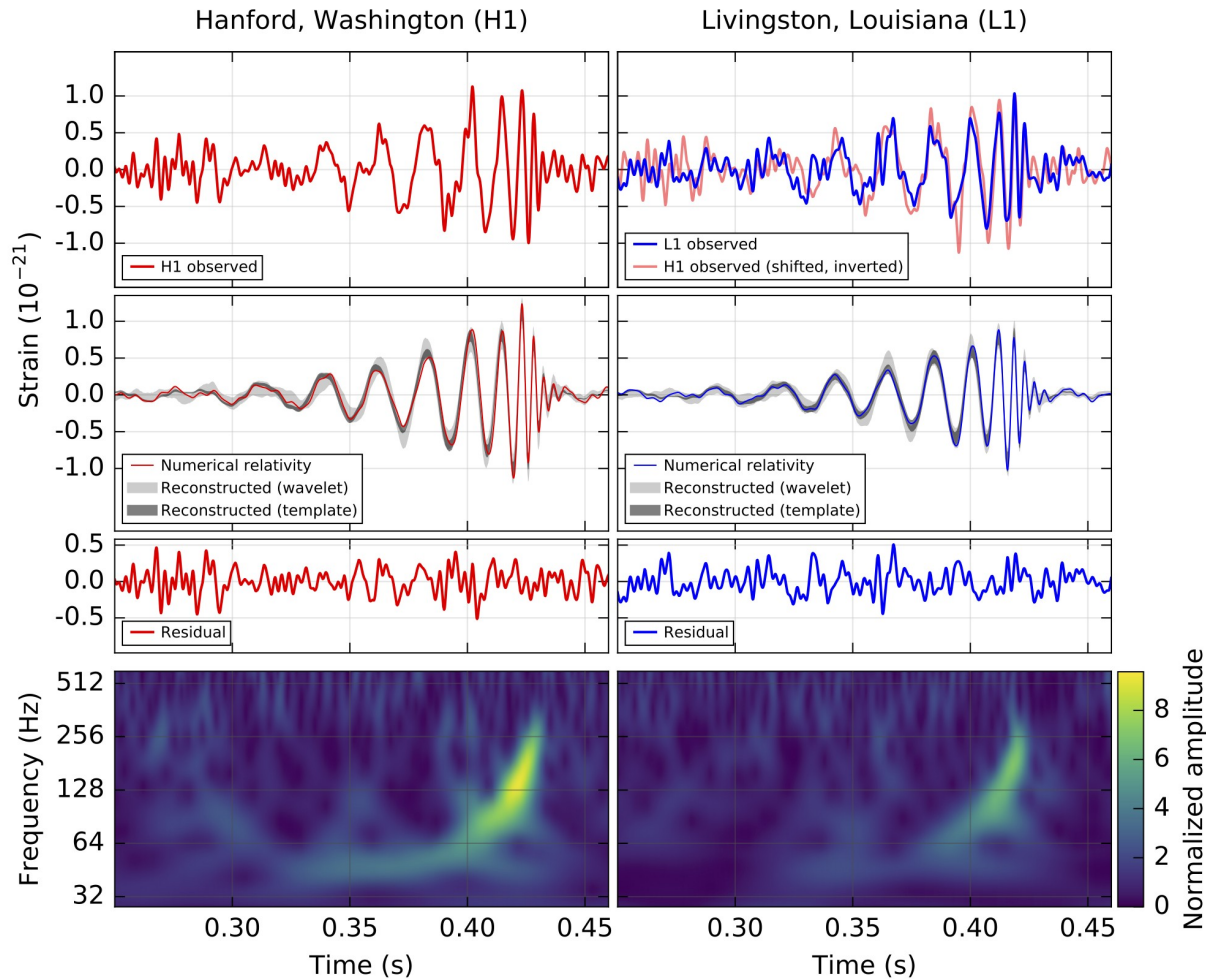 Hanford, Washington (H1)
Livingston, Louisiana (L1)
Strain (10⁻²¹)
1.0
0.5
0.0
-0.5
-1.0
H1 observed
L1 observed
H1 observed (shifted, inverted)
1.0
0.5
0.0
-0.5
-1.0
Numerical relativity
Reconstructed (wavelet)
Reconstructed (template)
Numerical relativity
Reconstructed (wavelet)
Reconstructed (template)
0.5
0.0
-0.5
Residual
Residual
Frequency (Hz)
512
256
128
64
32
Normalized amplitude
8
6
4
2
0
0.30 0.35 0.40 0.45
0.30 0.35 0.40 0.45
Time (s)
Time (s)